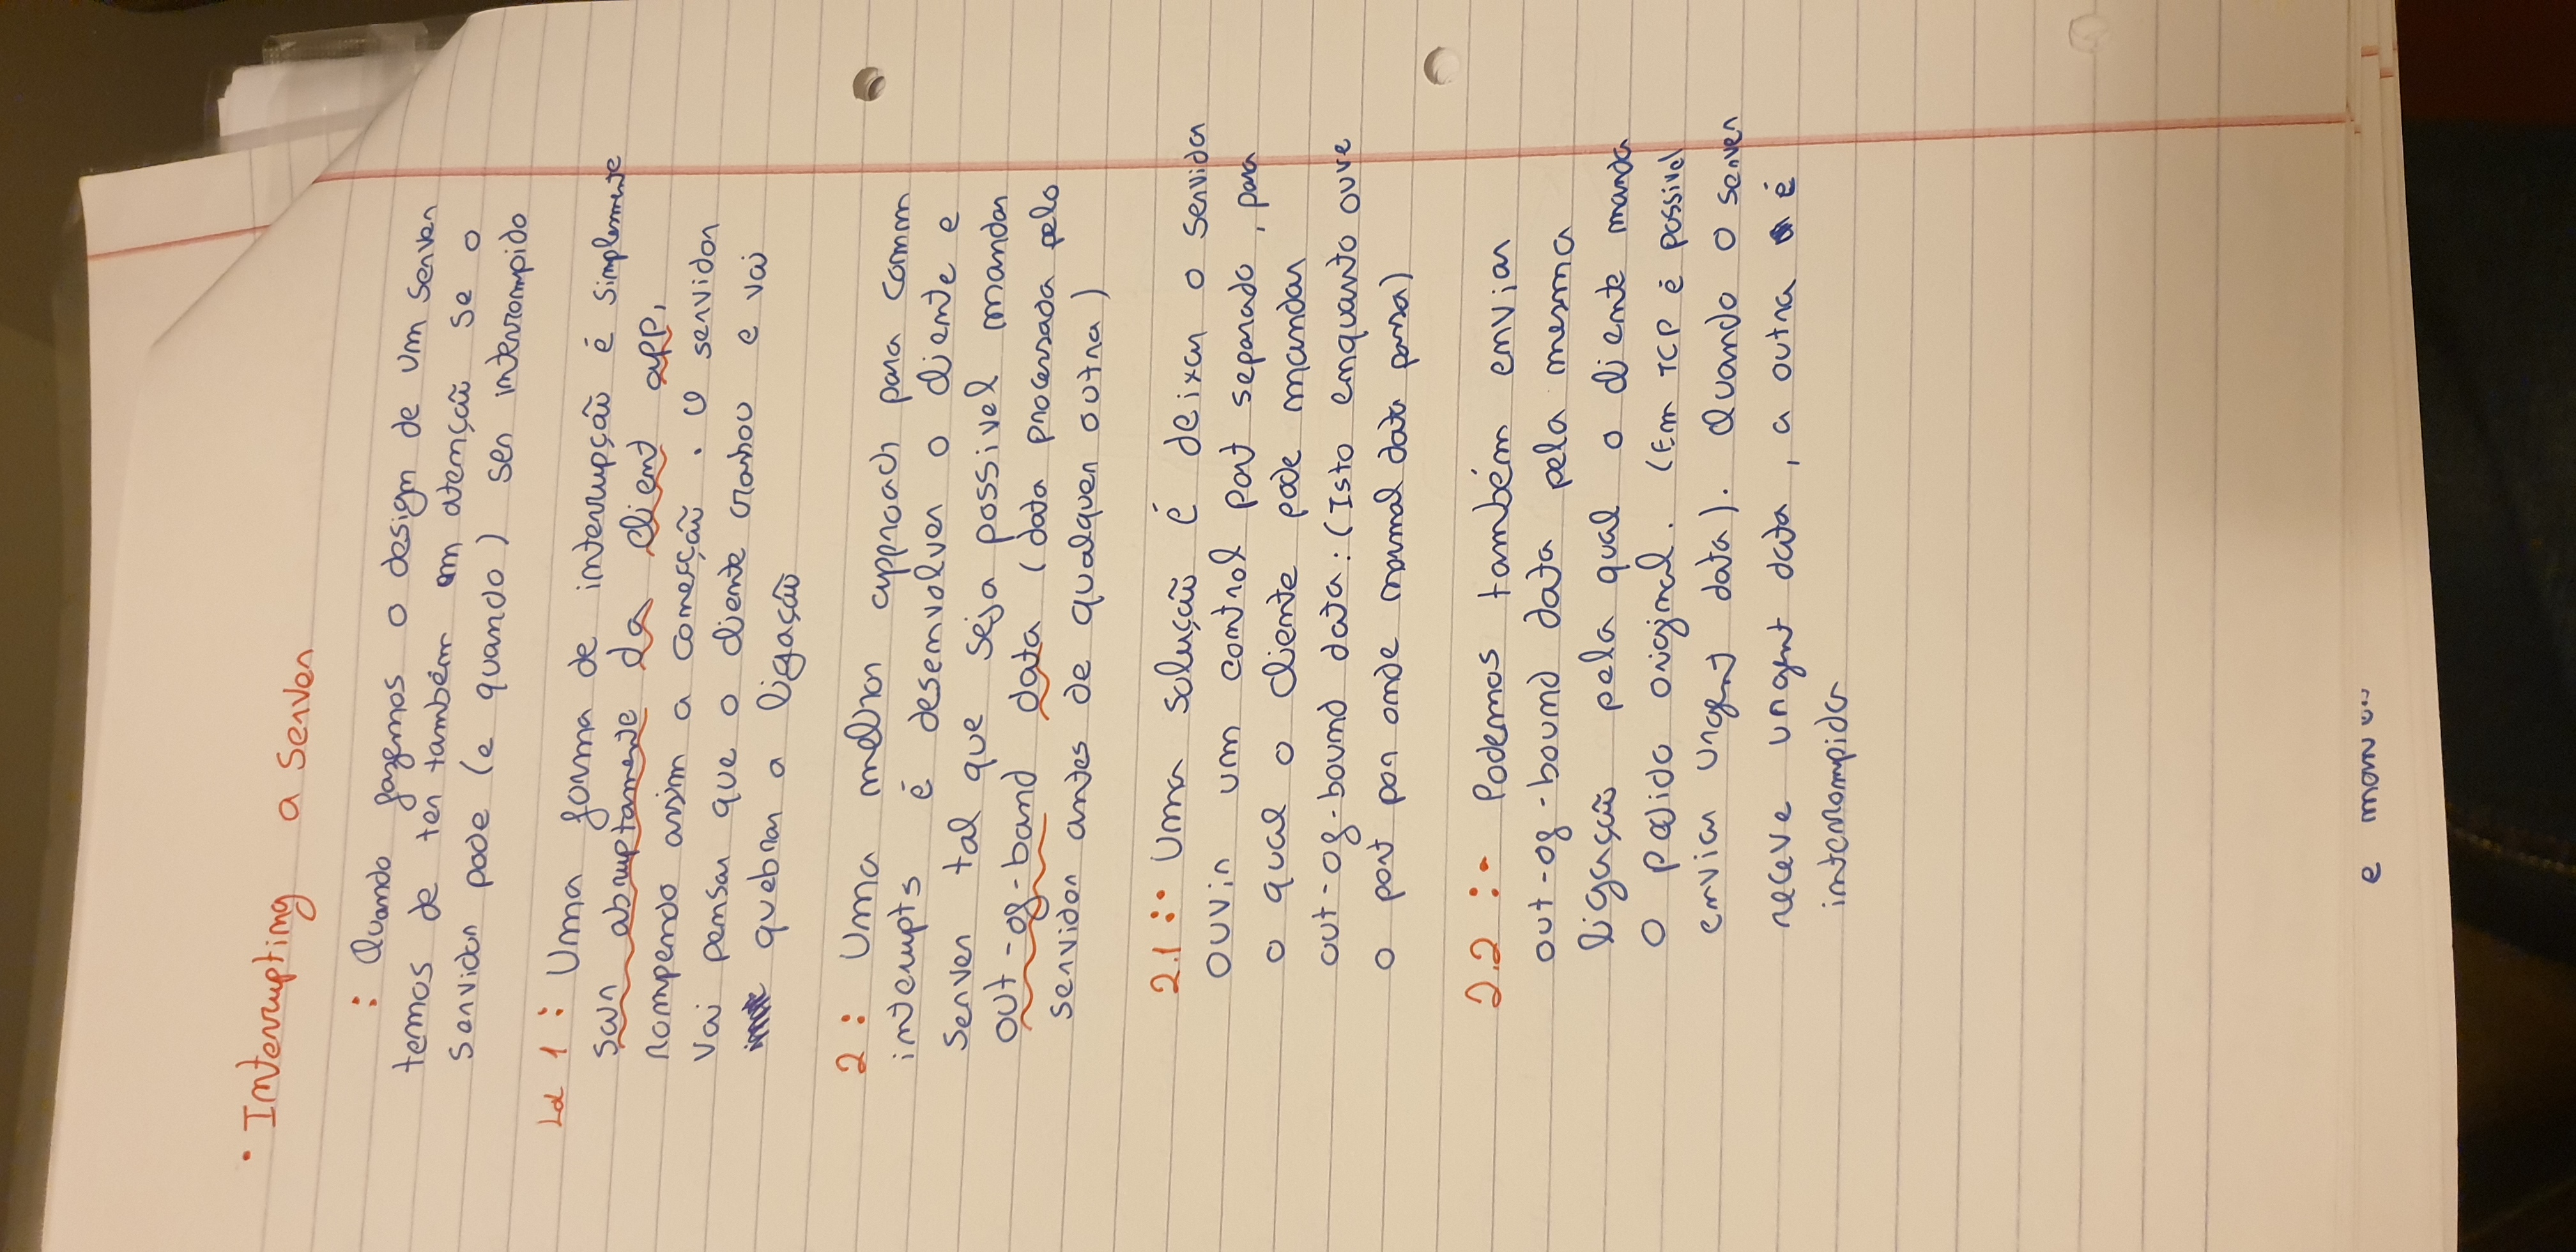 • Interrupting a Server
: Quando fazemos o design de um server
temos de ter também em atenção se o
servidor pode (e quando) ser interrompido
↳ 1: Uma forma de interrupção é simplesmente
sair abruptamente da client app,
rompendo assim a conecção. O servidor
vai pensar que o cliente crashou e vai
quebrar a ligação
2: Uma melhor approach para comm
interupts é desenvolver o cliente e
server tal que seja possivel mandar
out-of-band data (data processada pelo
servidor antes de qualquer outra)
2.1:• Uma solução é deixar o servidor
ouvir um control port separado, para
o qual o cliente pode mandar
out-of-bound data. (Isto enquanto ouve
o port por onde normal data passa)
2.2:- Podemos também enviar
out-of-bound data pela mesma
ligação pela qual o cliente manda
o pedido original. (Em TCP é possivel
enviar urgent data). Quando o server
receve urgent data, a outra é
interrompida
e